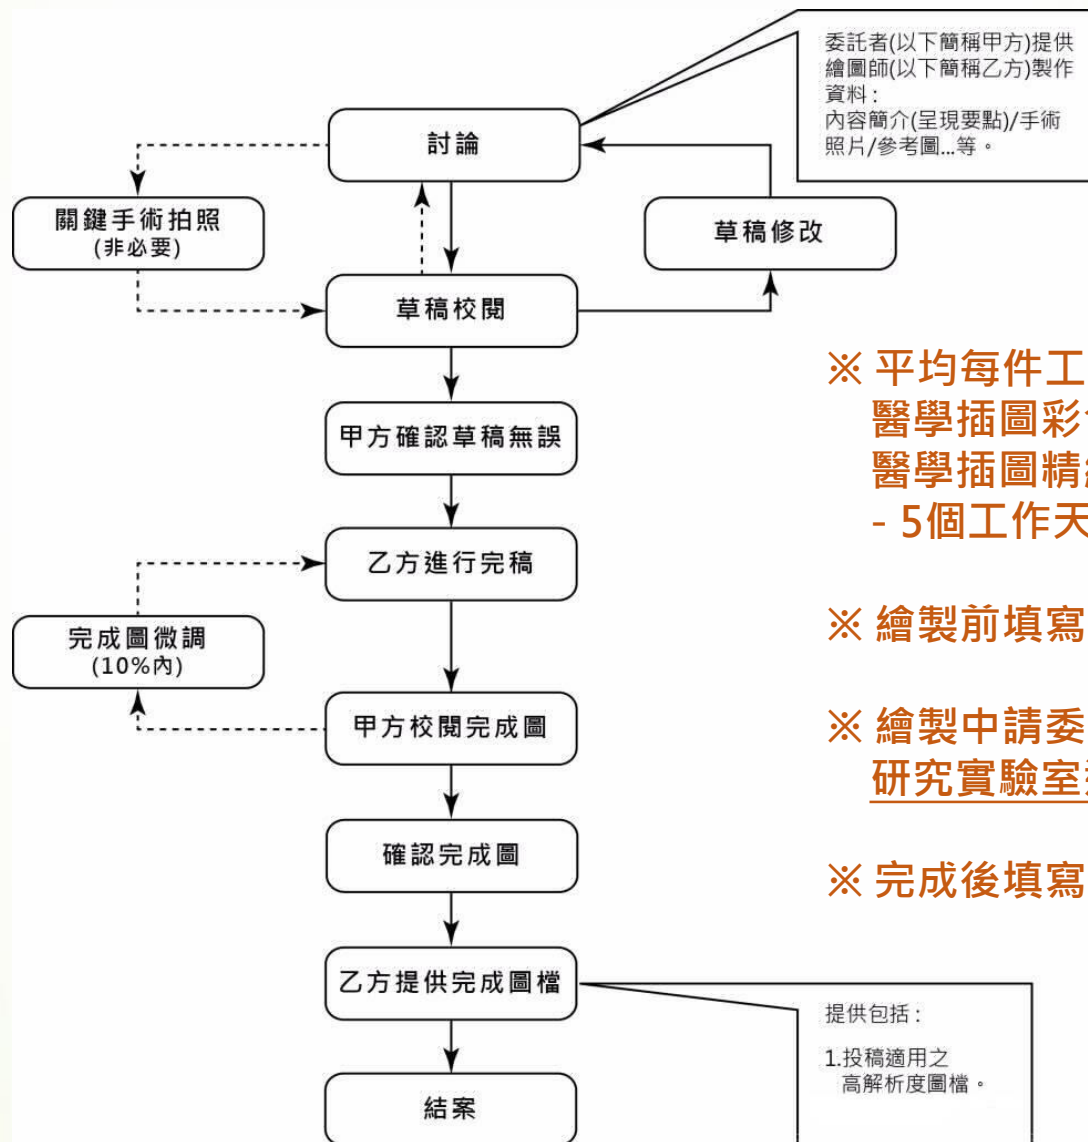 委託者(以下簡稱甲方)提供
繪圖師(以下簡稱乙方)製作
資料:
內容簡介(呈現要點)/手術
照片/參考圖...等。
討論
關鍵手術拍照
(非必要)
草稿修改
草稿校閱
甲方確認草稿無誤
乙方進行完稿
完成圖微調
(10%內)
甲方校閱完成圖
確認完成圖
乙方提供完成圖檔
結案
提供包括:
1.投稿適用之
高解析度圖檔。
※ 平均每件工
醫學插圖彩
醫學插圖精
- 5個工作天
※ 繪製前填寫
※ 繪製中請委
研究實驗室
※ 完成後填寫